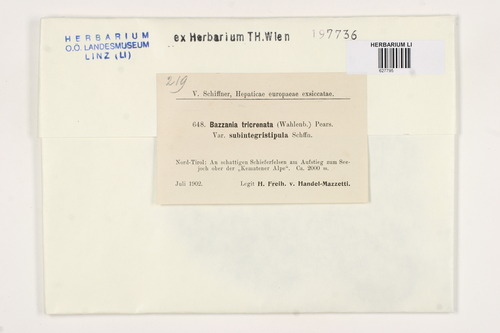 HERBARIUM
O.Ö. LANDESMUSEUM
LINZ (LI)
ex Herbarium TH.Wien
197736
HERBARIUM LI
219
V. Schiffner, Hepaticae europaeae exsiccatae.
648. Bazzania tricrenata (Wahlenb.) Pears.
Var. subintegristipula Schffn.
Nord-Tirol: An schattigen Schieferfelsen am Aufstieg zum See-
joch ober der „Kematener Alpe“. Ca. 2000 m.
Juli 1902. Legit H. Freih. v. Handel-Mazzetti.